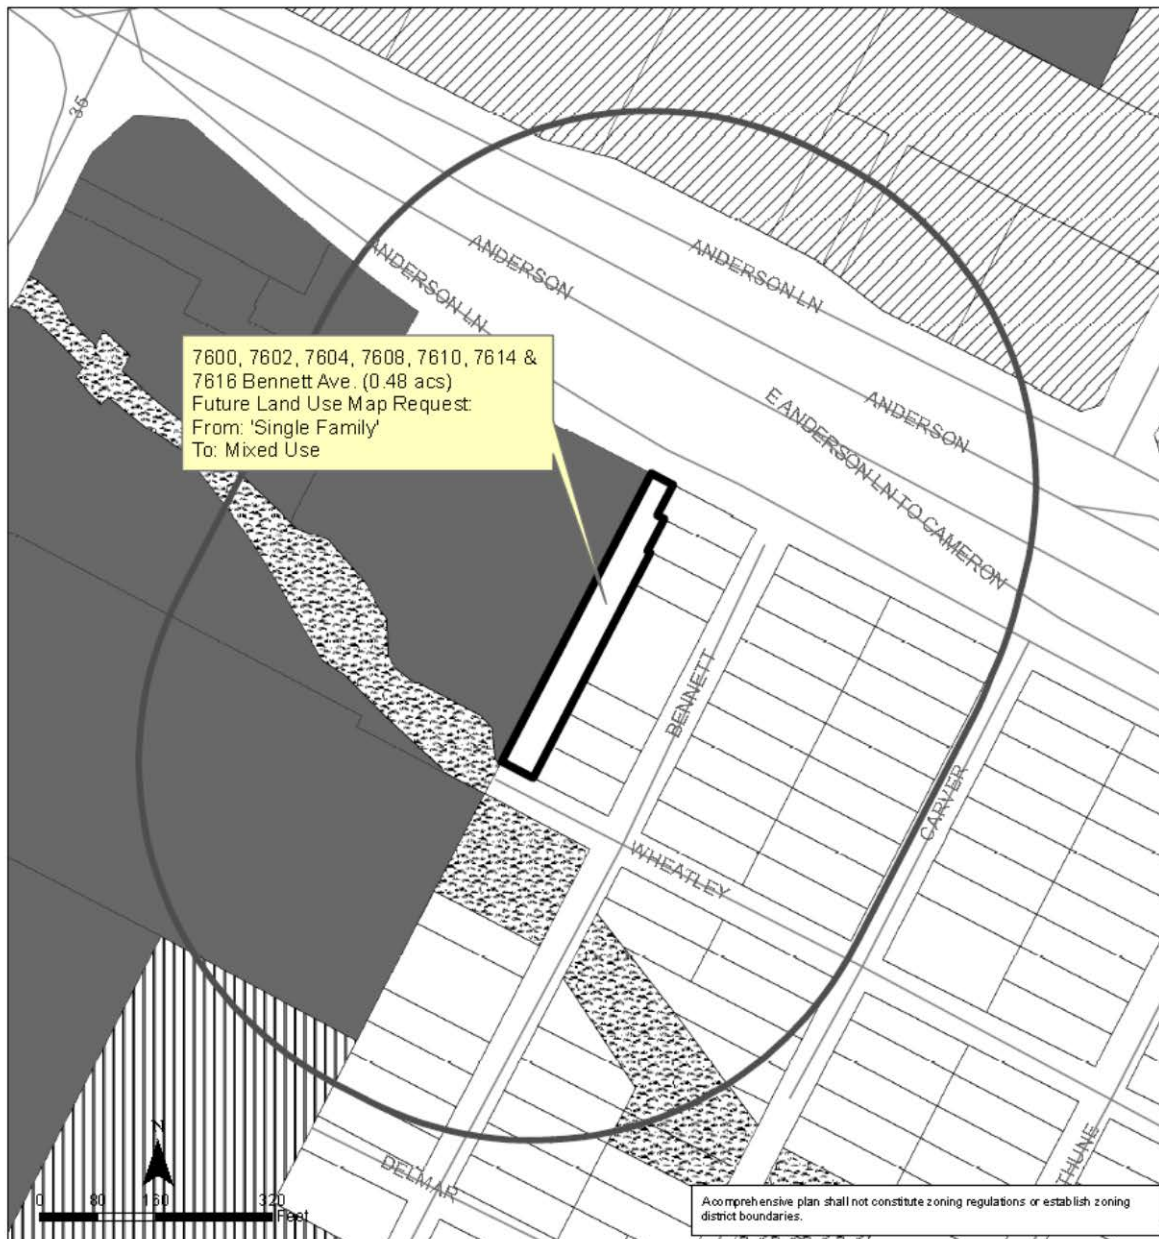 35
ANDERSON LN
ANDERSON
ANDERSON LN
ANDERSON
E ANDERSON LN TO CAMERON
7600, 7602, 7604, 7608, 7610, 7614 &
7616 Bennett Ave. (0.48 acs)
Future Land Use Map Request:
From: 'Single Family'
To: Mixed Use
BENNETT
CARVER
WHEATLEY
DELMAR
THUNE
N
0 80 160 320
Feet
Acomprehensive plan shall not constitute zoning regulations or establish zoning
district boundaries.